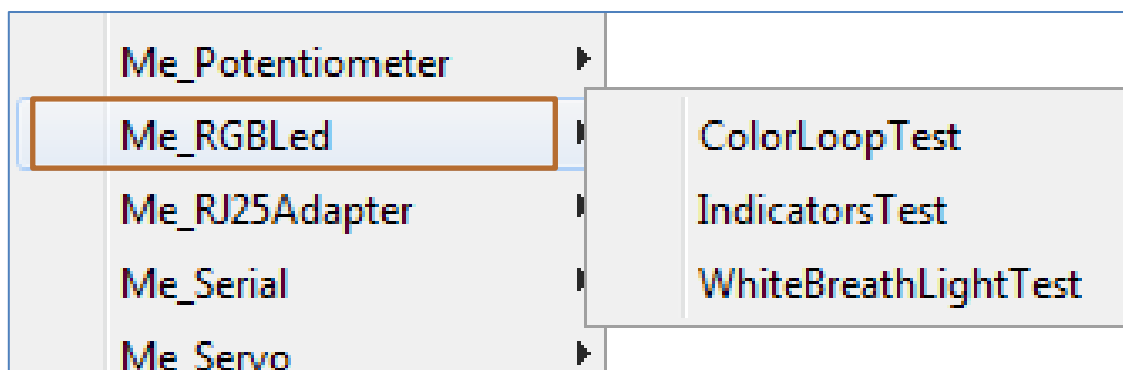 Me_Potentiometer
Me_RGBLed
Me_RJ25Adapter
Me_Serial
Me_Servo
ColorLoopTest
IndicatorsTest
WhiteBreathLightTest